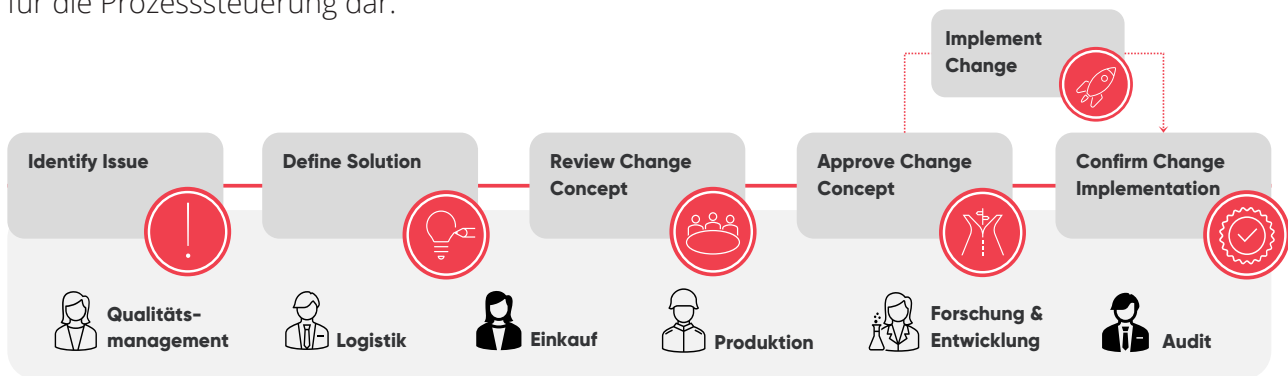 für die Prozesssteuerung dar.
Implement
Change
Identify Issue
Define Solution
Review Change
Concept
Approve Change
Concept
Confirm Change
Implementation
Qualitäts-
management
Logistik
Einkauf
Produktion
Forschung &
Entwicklung
Audit